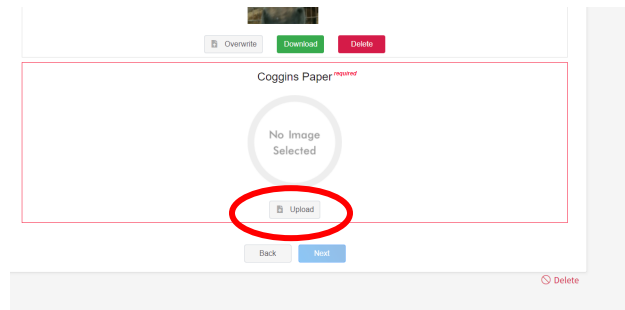 Overwrite Download Delete
Coggins Paper required
No Image
Selected
Upload
Back Next
Delete